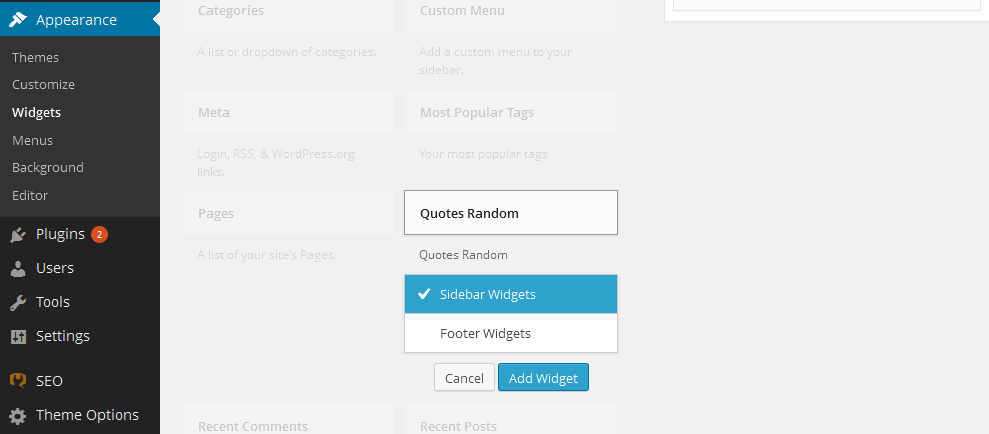 Appearance
Themes
Customize
Widgets
Menus
Background
Editor
Plugins 2
Users
Tools
Settings
SEO
Theme Options
Categories
A list or dropdown of categories.
Custom Menu
Add a custom menu to your
sidebar.
Meta
Login, RSS, & WordPress.org
links.
Most Popular Tags
Your most popular tags
Pages
A list of your site's Pages.
Quotes Random
Quotes Random
Sidebar Widgets
Footer Widgets
Cancel
Add Widget
Recent Comments
Recent Posts